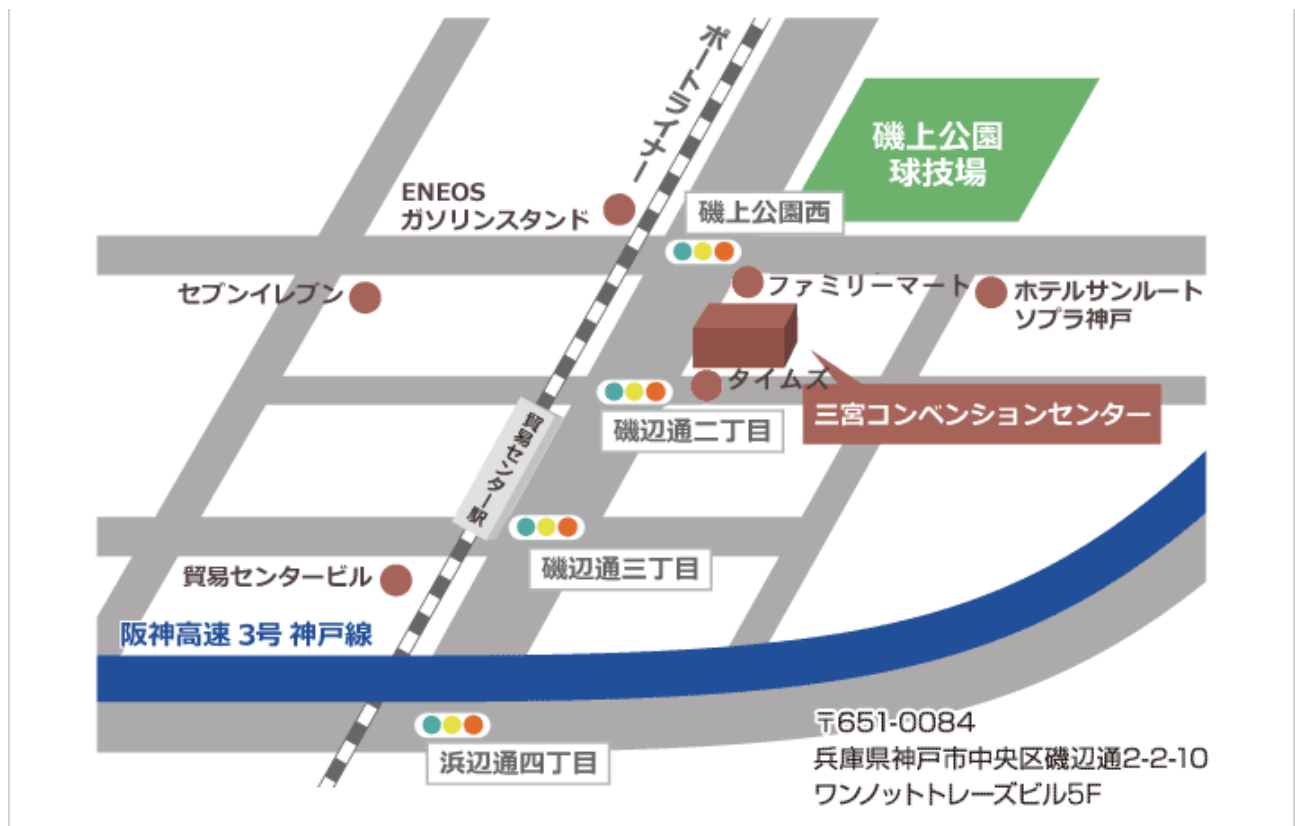 ポートライナー
磯上公園
球技場
ENEOS
ガソリンスタンド
磯上公園西
セブンイレブン
ファミリーマート
ホテルサンルート
ソプラ神戸
タイムズ
三宮コンベンションセンター
磯辺通二丁目
貿易センター駅
磯辺通三丁目
貿易センタービル
阪神高速 3号 神戸線
浜辺通四丁目
〒651-0084
兵庫県神戸市中央区磯辺通2-2-10
ワンノットトレーズビル5F